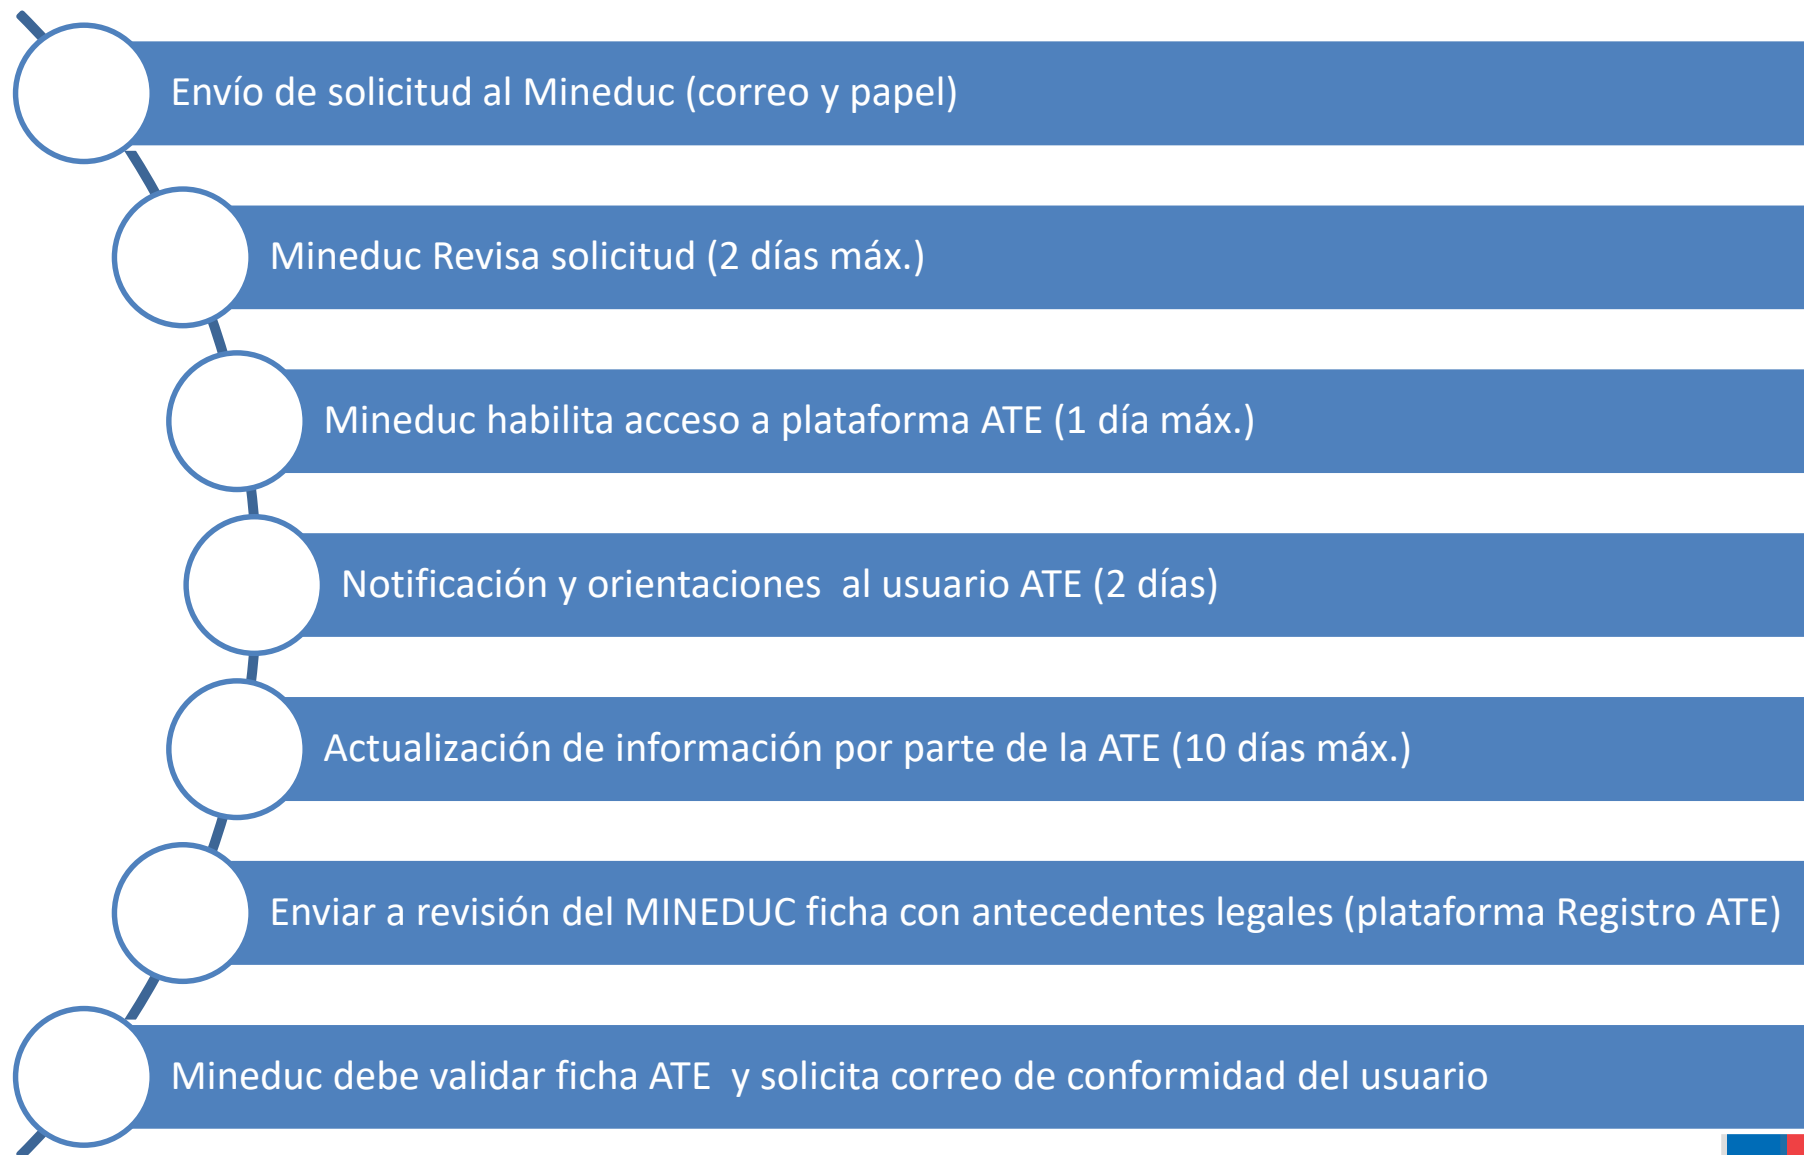 Envío de solicitud al Mineduc (correo y papel)
Mineduc Revisa solicitud (2 días máx.)
Mineduc habilita acceso a plataforma ATE (1 día máx.)
Notificación y orientaciones  al usuario ATE (2 días)
Actualización de información por parte de la ATE (10 días máx.)
Enviar a revisión del MINEDUC ficha con antecedentes legales (plataforma Registro ATE)
Mineduc debe validar ficha ATE  y solicita correo de conformidad del usuario